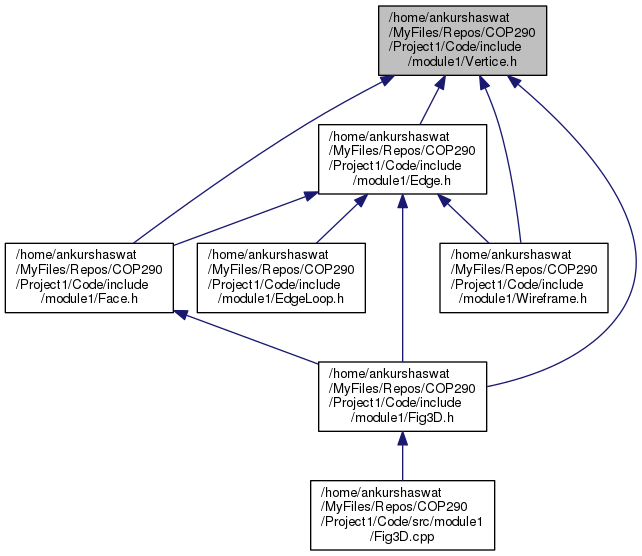 /home/ankurshaswat
/MyFiles/Repos/COP290
/Project1/Code/include
/module1/Vertice.h
/home/ankurshaswat
/MyFiles/Repos/COP290
/Project1/Code/include
/module1/Edge.h
/home/ankurshaswat
/MyFiles/Repos/COP290
/Project1/Code/include
/module1/Face.h
/home/ankurshaswat
/MyFiles/Repos/COP290
/Project1/Code/include
/module1/EdgeLoop.h
/home/ankurshaswat
/MyFiles/Repos/COP290
/Project1/Code/include
/module1/Wireframe.h
/home/ankurshaswat
/MyFiles/Repos/COP290
/Project1/Code/include
/module1/Fig3D.h
/home/ankurshaswat
/MyFiles/Repos/COP290
/Project1/Code/src/module1
/Fig3D.cpp